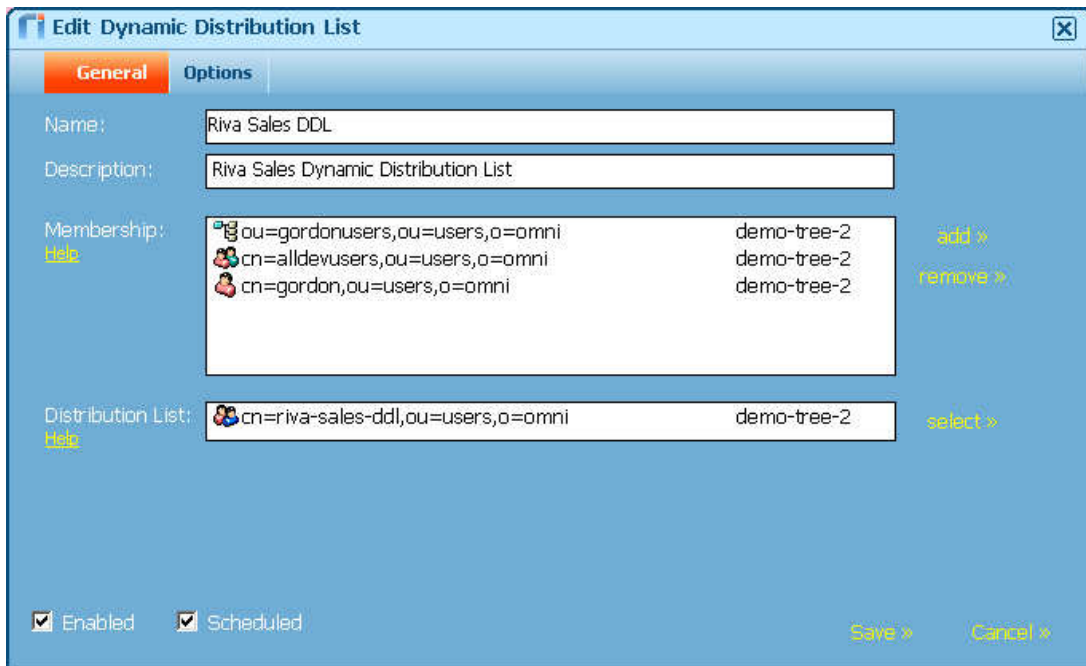 Edit Dynamic Distribution List
General Options
Name: Riva Sales DDL
Description: Riva Sales Dynamic Distribution List
Membership: ou=gordonusers,ou=users,o=omni demo-tree-2 add »
Help cn=alldevusers,ou=users,o=omni demo-tree-2
cn=gordon,ou=users,o=omni demo-tree-2 remove »
Distribution List: cn=riva-sales-ddl,ou=users,o=omni demo-tree-2 select »
Help
Enabled Scheduled
Save » Cancel »